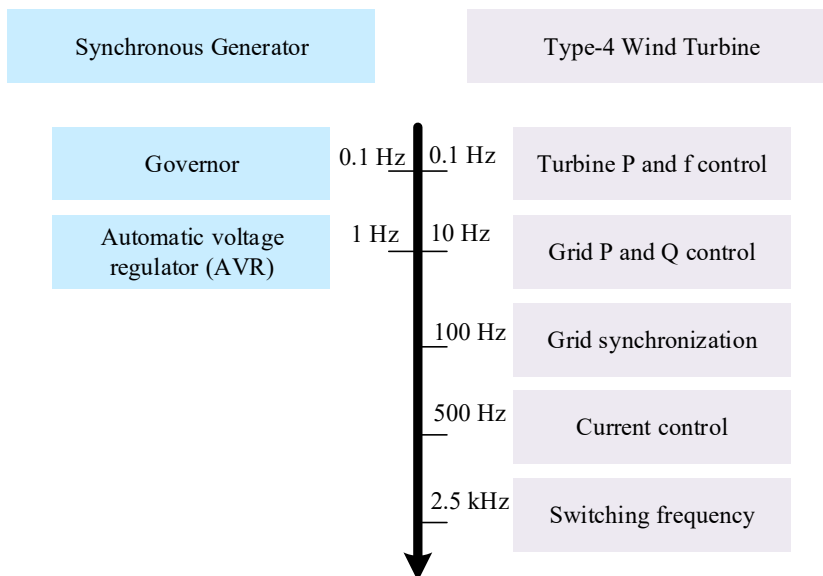 Synchronous Generator
Type-4 Wind Turbine
Governor
0.1 Hz
0.1 Hz
Turbine P and f control
Automatic voltage
regulator (AVR)
1 Hz
10 Hz
Grid P and Q control
100 Hz
Grid synchronization
500 Hz
Current control
2.5 kHz
Switching frequency